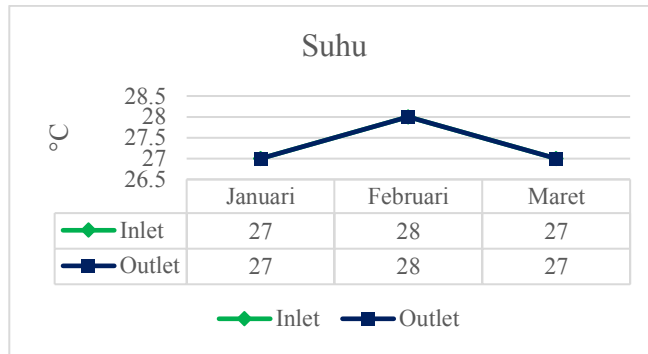 Suhu
°C
28.5
28
27.5
27
26.5
Januari Februari Maret
Inlet 27 28 27
Outlet 27 28 27
Inlet Outlet